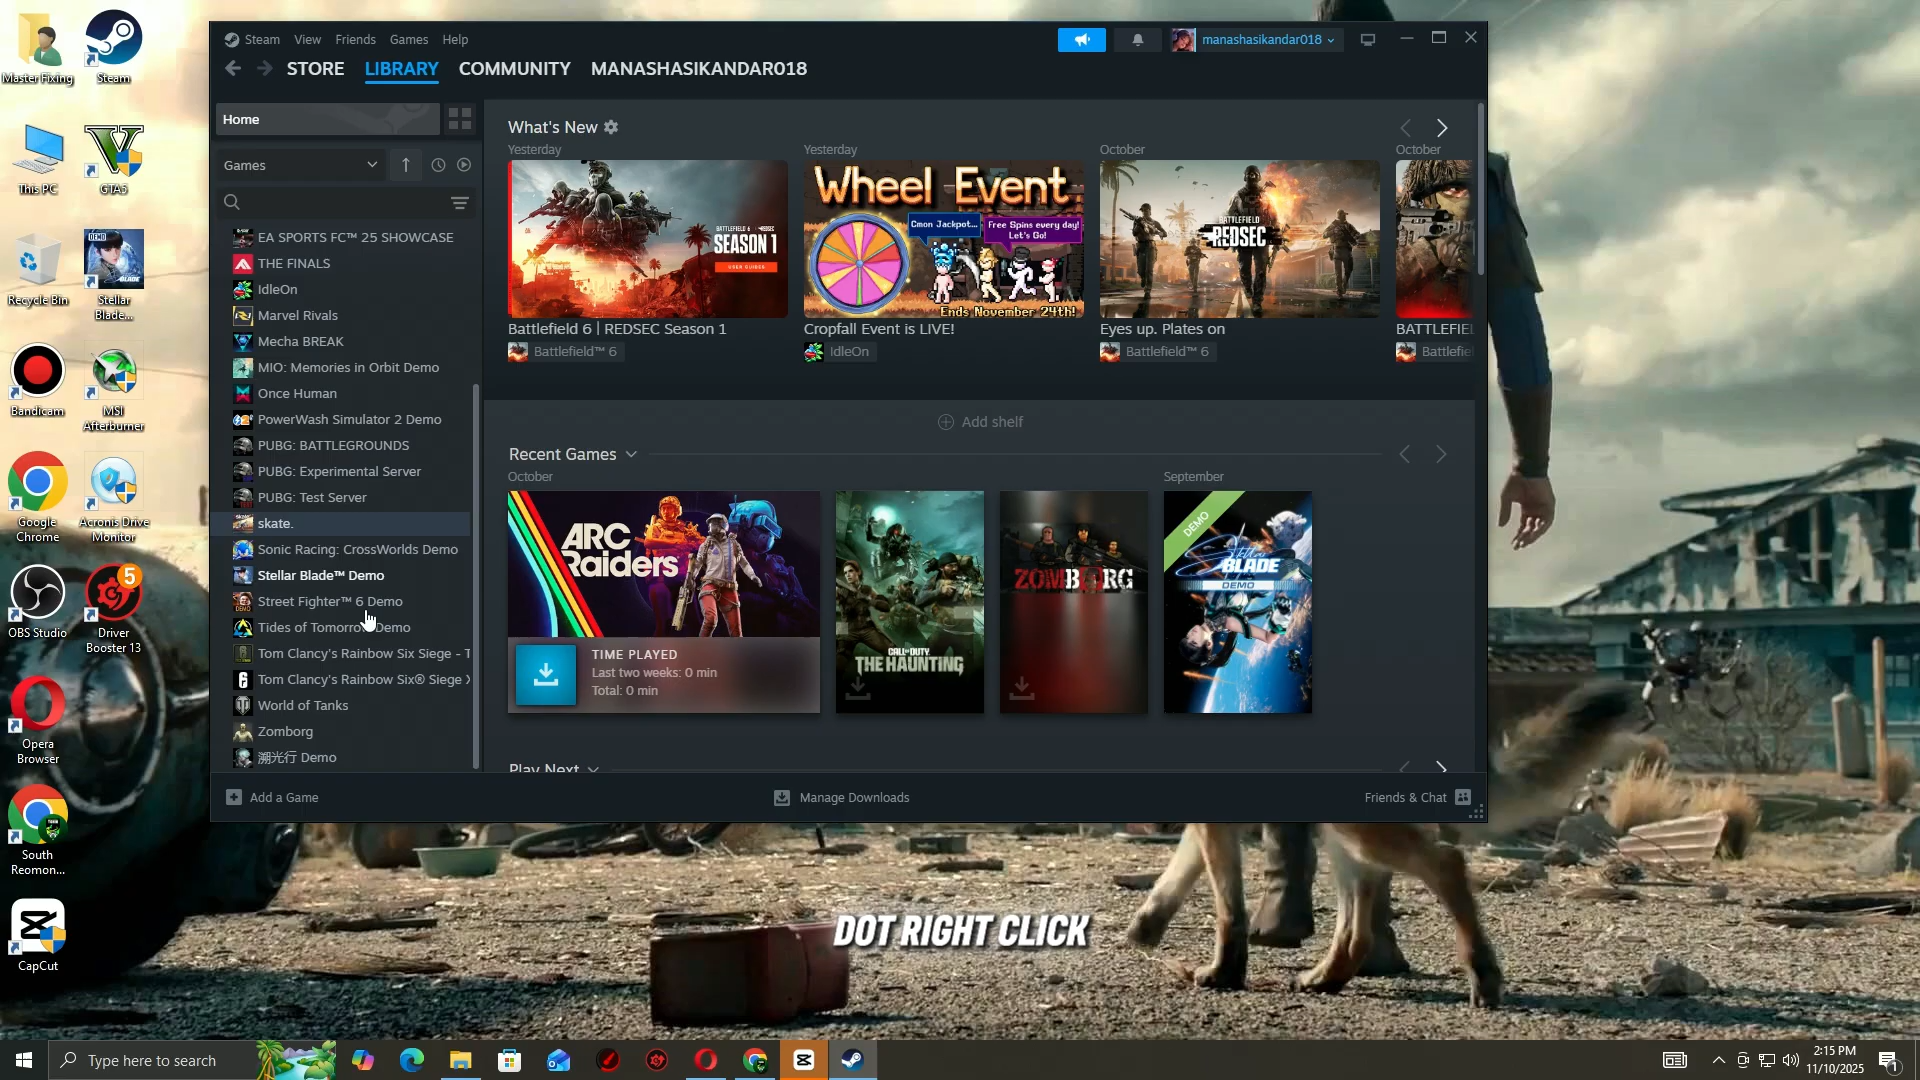 Master Fixing
Steam
This PC
GTA5
Recycle Bin
Stellar
Blade...
Bandicam
MSI
Afterburner
Google
Chrome
Acronis Drive
Monitor
OBS Studio
5
Driver
Booster 13
Opera
Browser
South
Reomon...
CapCut
Steam View Friends Games Help
manashasikandar018
STORE LIBRARY COMMUNITY MANASHASIKANDAR018
Home
Games
EA SPORTS FC™ 25 SHOWCASE
THE FINALS
IdleOn
Marvel Rivals
Mecha BREAK
MIO: Memories in Orbit Demo
Once Human
PowerWash Simulator 2 Demo
PUBG: BATTLEGROUNDS
PUBG: Experimental Server
PUBG: Test Server
skate.
Sonic Racing: CrossWorlds Demo
Stellar Blade™ Demo
Street Fighter™ 6 Demo
Tides of Tomorrow Demo
Tom Clancy's Rainbow Six Siege - T
Tom Clancy's Rainbow Six® Siege X
World of Tanks
Zomborg
溯光行 Demo
What's New
Yesterday
BATTLEFIELD 6 REDSEC
SEASON 1
Battlefield 6 | REDSEC Season 1
Battlefield™ 6
Yesterday
Wheel Event
Cmon Jackpot...
Free Spins every day!
Let's Go!
Ends November 24th!
Cropfall Event is LIVE!
IdleOn
October
BATTLEFIELD
REDSEC
Eyes up. Plates on
Battlefield™ 6
October
BATTLEFIEL
Battlefie
Add shelf
Recent Games
October
ARC
Raiders
TIME PLAYED
Last two weeks: 0 min
Total: 0 min
CALL OF DUTY
THE HAUNTING
ZOMBORG
September
DEMO
Stellar
BLADE
DEMO
Play Next
Add a Game
Manage Downloads
Friends & Chat
DOT RIGHT CLICK
Type here to search
2:15 PM
11/10/2025
1